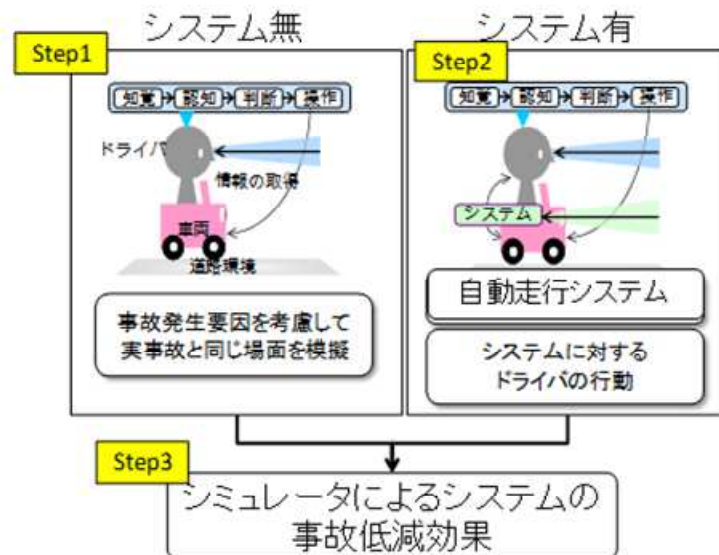 システム無
Step1
知覚→認知→判断→操作
ドライバ
情報の取得
車両
道路環境
事故発生要因を考慮して
実事故と同じ場面を模擬
システム有
Step2
知覚→認知→判断→操作
システム
自動走行システム
システムに対する
ドライバの行動
Step3
シミュレータによるシステムの
事故低減効果